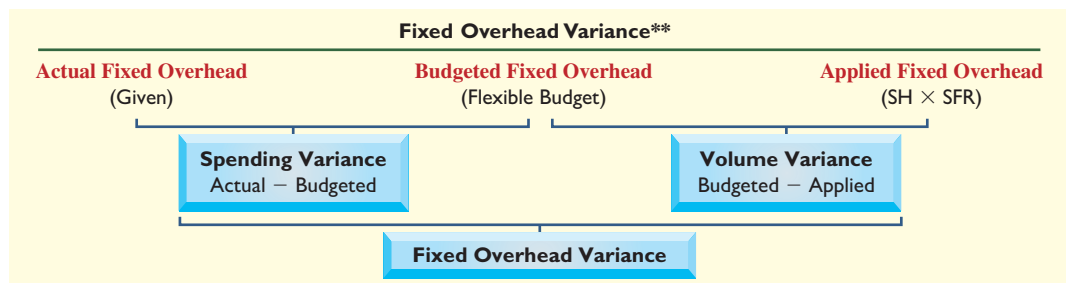 Fixed Overhead Variance**
Actual Fixed Overhead Budgeted Fixed Overhead Applied Fixed Overhead
(Given) (Flexible Budget) (SH × SFR)
Spending Variance Volume Variance
Actual − Budgeted Budgeted − Applied
Fixed Overhead Variance